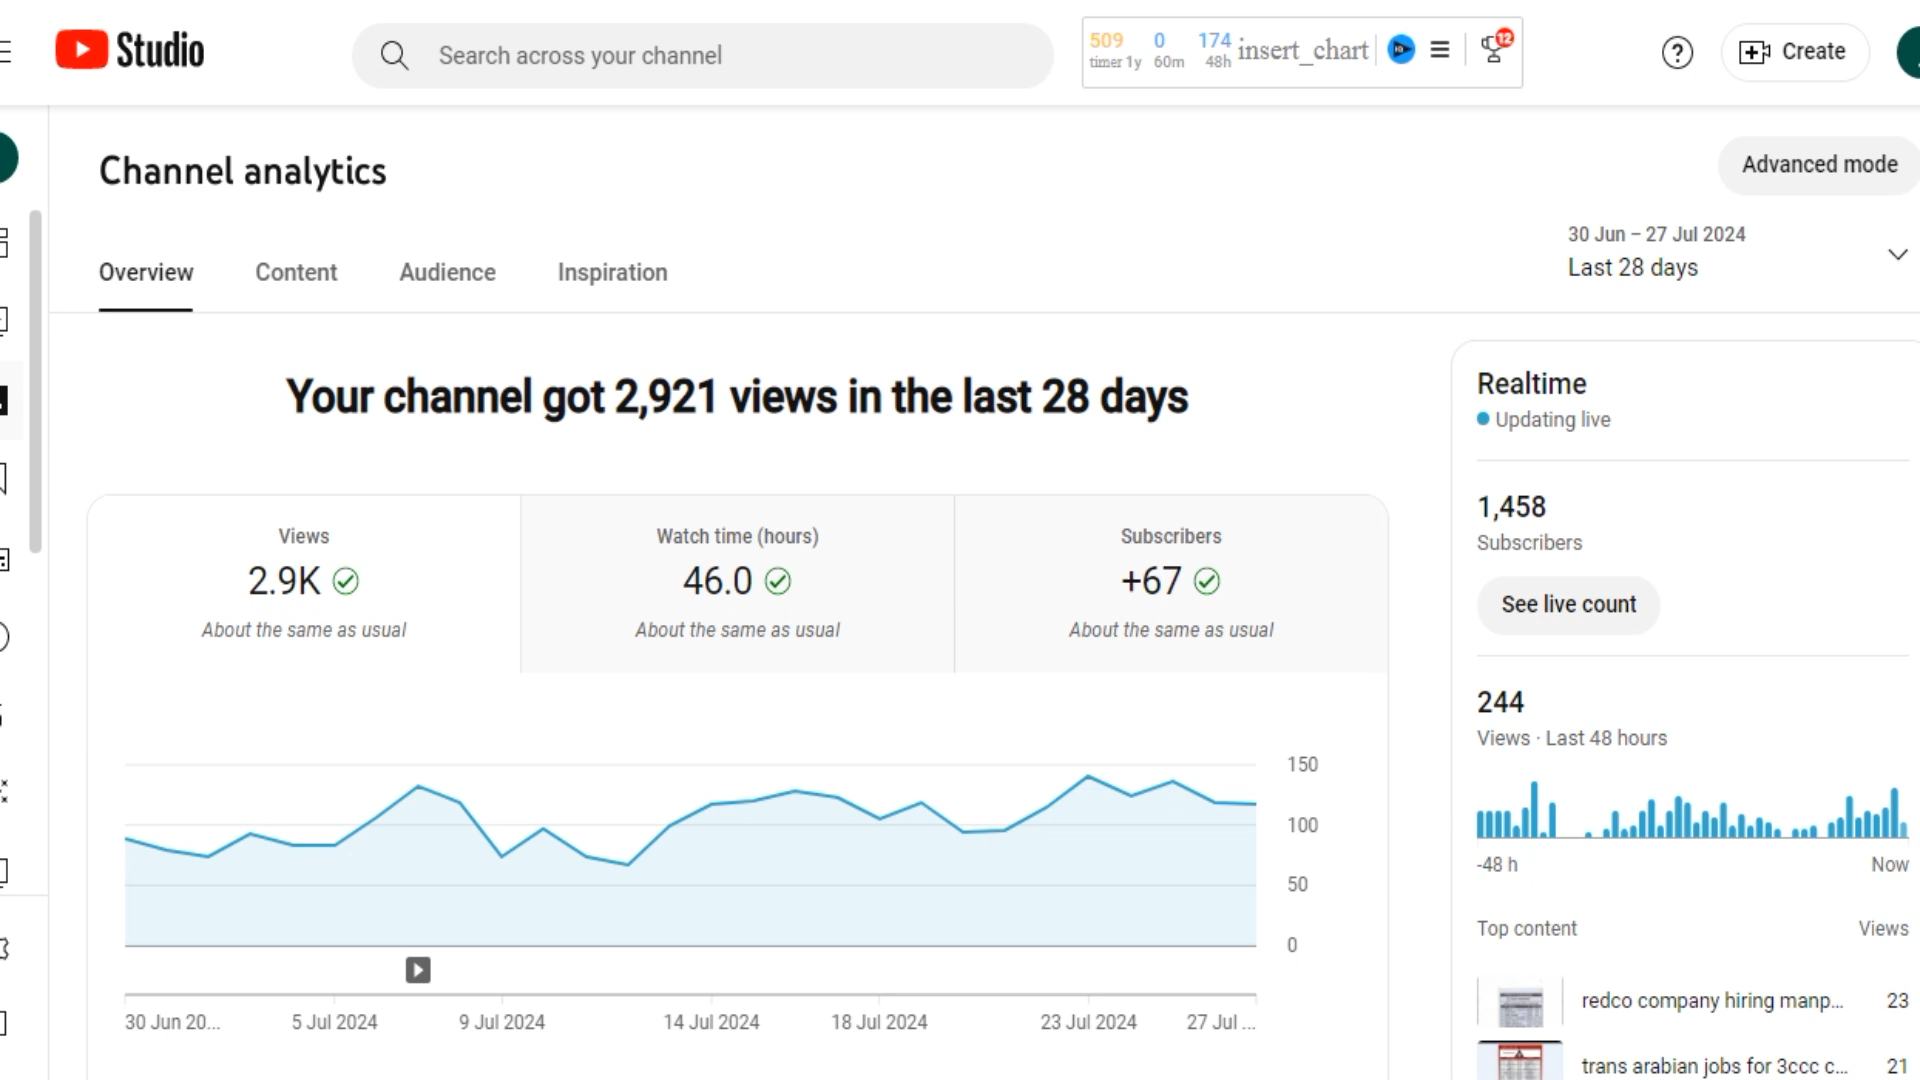 Studio
Search across your channel
509 0 174 insert_chart 12
timer 1y 60m 48h
Create
Channel analytics
Advanced mode
Overview Content Audience Inspiration
30 Jun – 27 Jul 2024
Last 28 days
Your channel got 2,921 views in the last 28 days
Views
2.9K
About the same as usual
Watch time (hours)
46.0
About the same as usual
Subscribers
+67
About the same as usual
150
100
50
0
30 Jun 20... 5 Jul 2024 9 Jul 2024 14 Jul 2024 18 Jul 2024 23 Jul 2024 27 Jul ...
Realtime
Updating live
1,458
Subscribers
See live count
244
Views · Last 48 hours
-48 h Now
Top content Views
redco company hiring manp... 23
trans arabian jobs for 3ccc c... 21